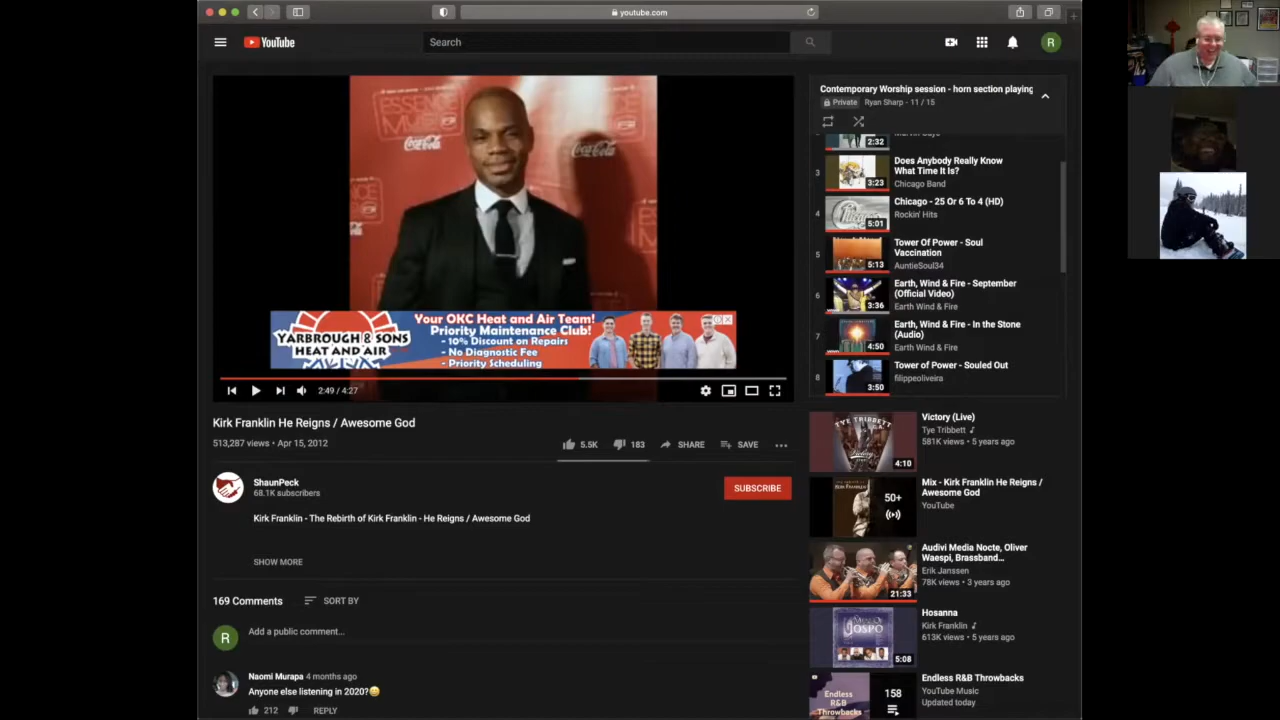 youtube.com
YouTube
Search
R
ESSENCE
MUSIC
Coca-Cola
Coca-Cola
YARBROUGH & SONS
HEAT AND AIR
Your OKC Heat and Air Team!
Priority Maintenance Club!
- 10% Discount on Repairs
- No Diagnostic Fee
- Priority Scheduling
2:49 / 4:27
Kirk Franklin He Reigns / Awesome God
513,287 views • Apr 15, 2012
5.5K
183
SHARE
SAVE
ShaunPeck
68.1K subscribers
SUBSCRIBE
Kirk Franklin - The Rebirth of Kirk Franklin - He Reigns / Awesome God
SHOW MORE
169 Comments
SORT BY
R
Add a public comment...
Naomi Murapa 4 months ago
Anyone else listening in 2020?😄
212
REPLY
Contemporary Worship session - horn section playing
Private
Ryan Sharp - 11 / 15
2:32
3
3:23
Does Anybody Really Know
What Time It Is?
Chicago Band
4
5:01
Chicago - 25 Or 6 To 4 (HD)
Rockin' Hits
5
5:13
Tower Of Power - Soul
Vaccination
AuntieSoul34
6
3:36
Earth, Wind & Fire - September
(Official Video)
Earth Wind & Fire
7
4:50
Earth, Wind & Fire - In the Stone
(Audio)
Earth Wind & Fire
8
3:50
Tower of Power - Souled Out
filippeoliveira
TYE TRIBBETT
4:10
Victory (Live)
Tye Tribbett
581K views • 5 years ago
50+
Mix - Kirk Franklin He Reigns /
Awesome God
YouTube
21:33
Audivi Media Nocte, Oliver
Waespi, Brassband...
Erik Janssen
78K views • 3 years ago
5:08
Hosanna
Kirk Franklin
613K views • 5 years ago
Endless
R&B
Throwbacks
158
Endless R&B Throwbacks
YouTube Music
Updated today